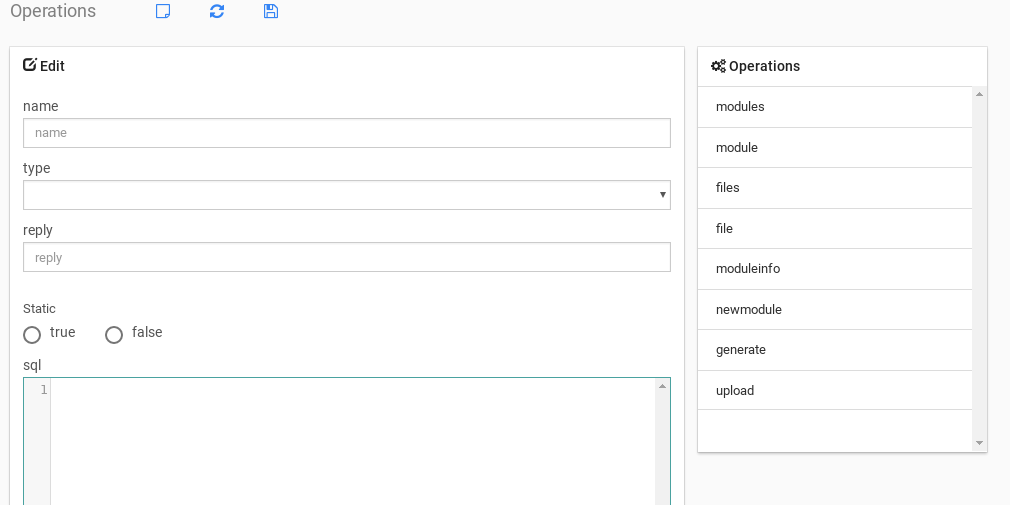 Operations
Edit
name
name
type
reply
reply
Static
true false
sql
1
Operations
modules
module
files
file
moduleinfo
newmodule
generate
upload